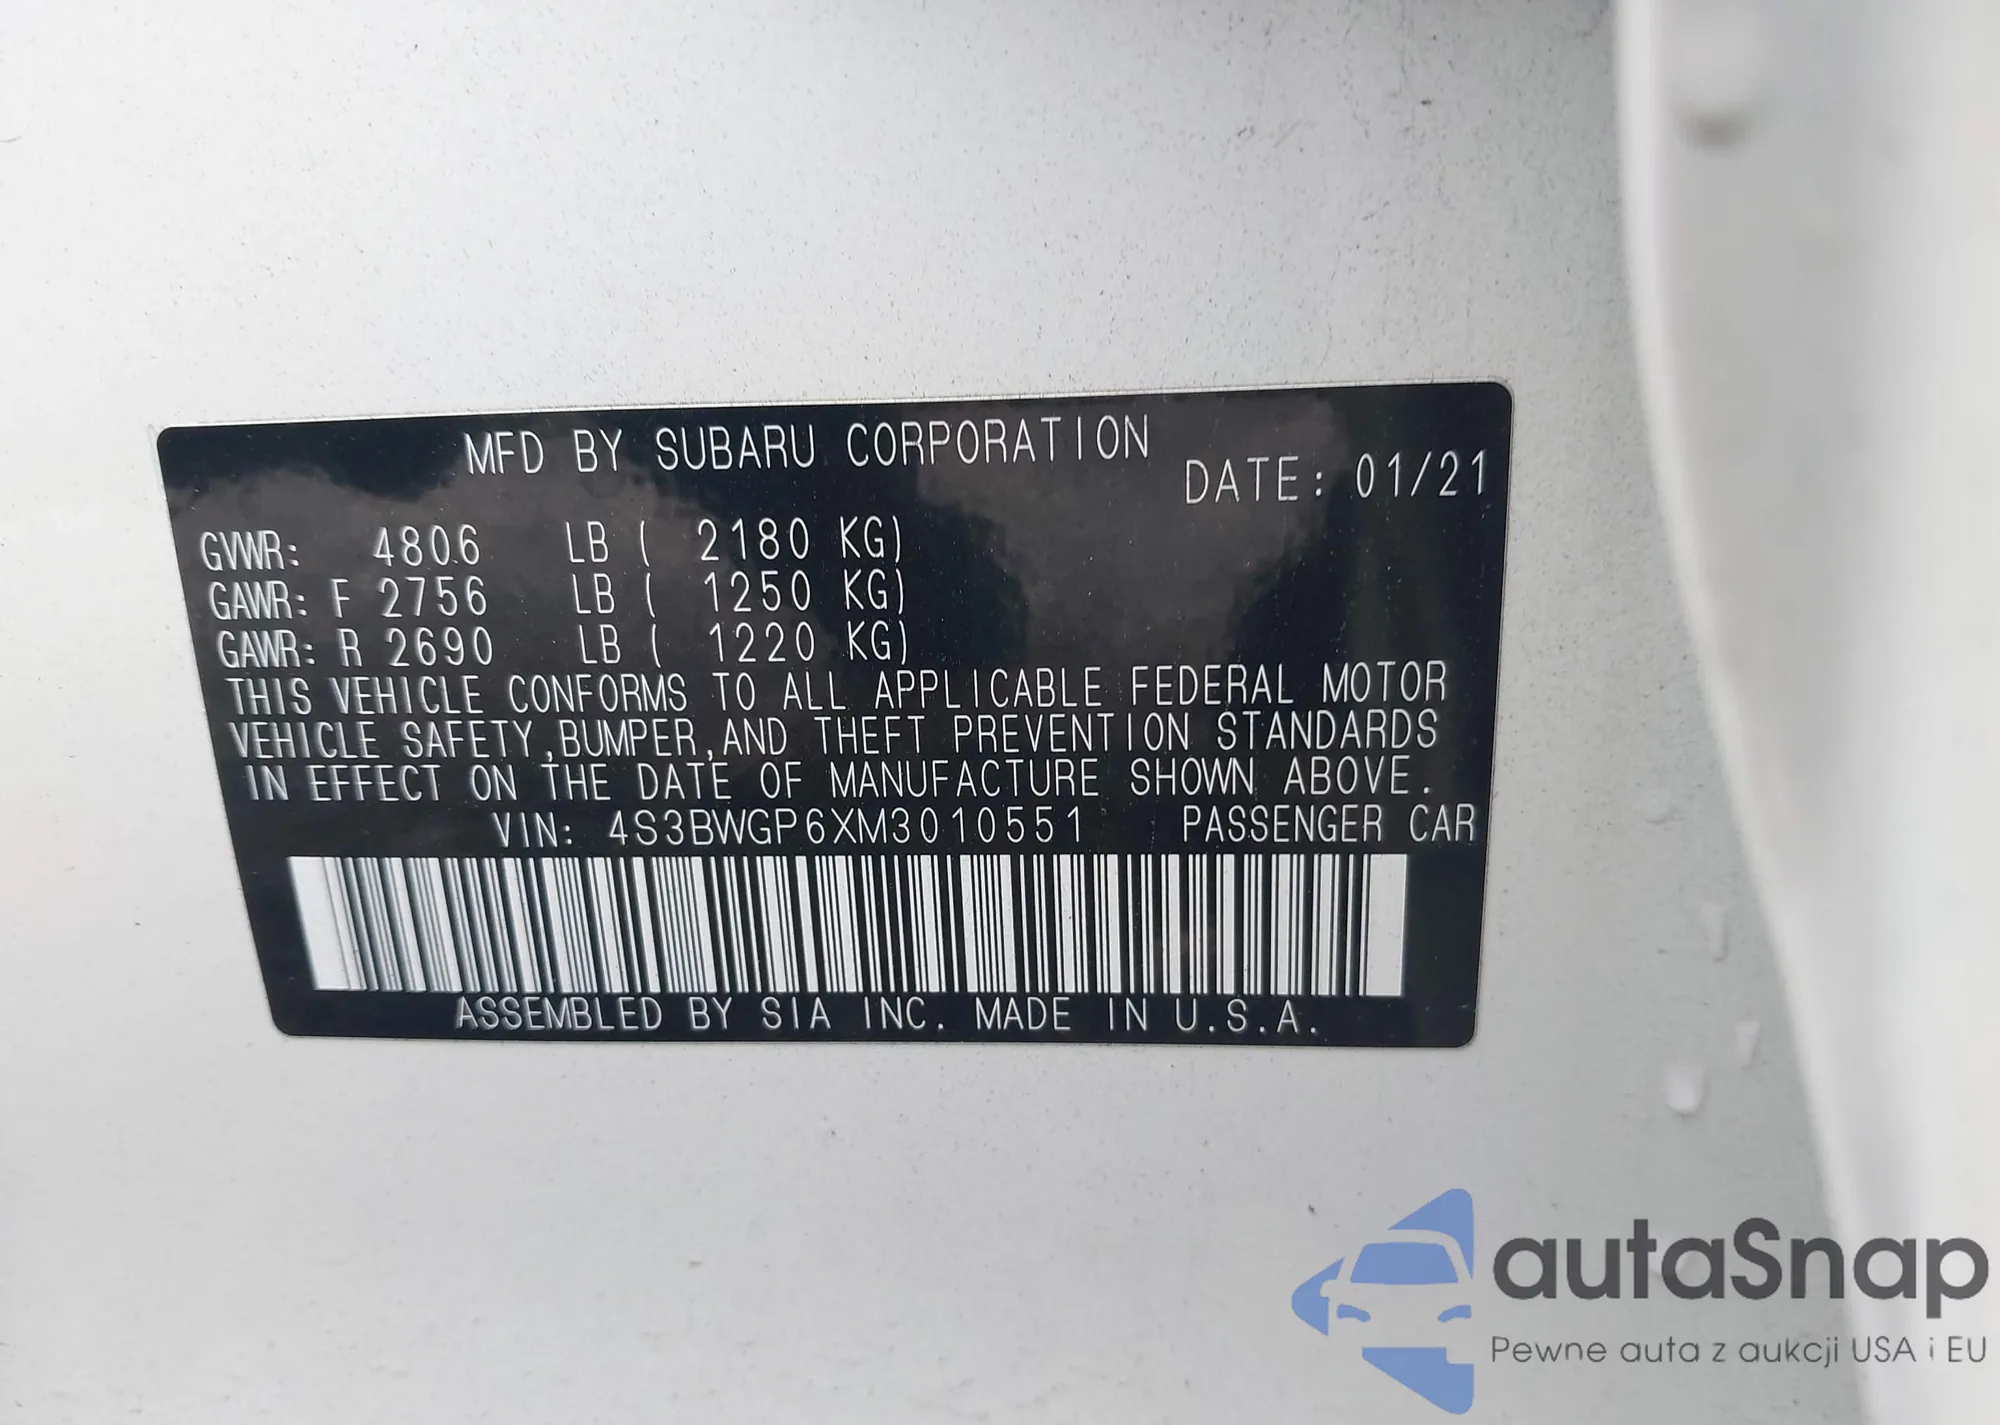 MFD BY SUBARU CORPORATION
DATE: 01/21
GVWR: 4806 LB ( 2180 KG)
GAWR: F 2756 LB ( 1250 KG)
GAWR: R 2690 LB ( 1220 KG)
THIS VEHICLE CONFORMS TO ALL APPLICABLE FEDERAL MOTOR
VEHICLE SAFETY,BUMPER,AND THEFT PREVENTION STANDARDS
IN EFFECT ON THE DATE OF MANUFACTURE SHOWN ABOVE.
VIN: 4S3BWGP6XM3010551 PASSENGER CAR
ASSEMBLED BY SIA INC. MADE IN U.S.A.
autaSnap
Pewne auta z aukcji USA i EU